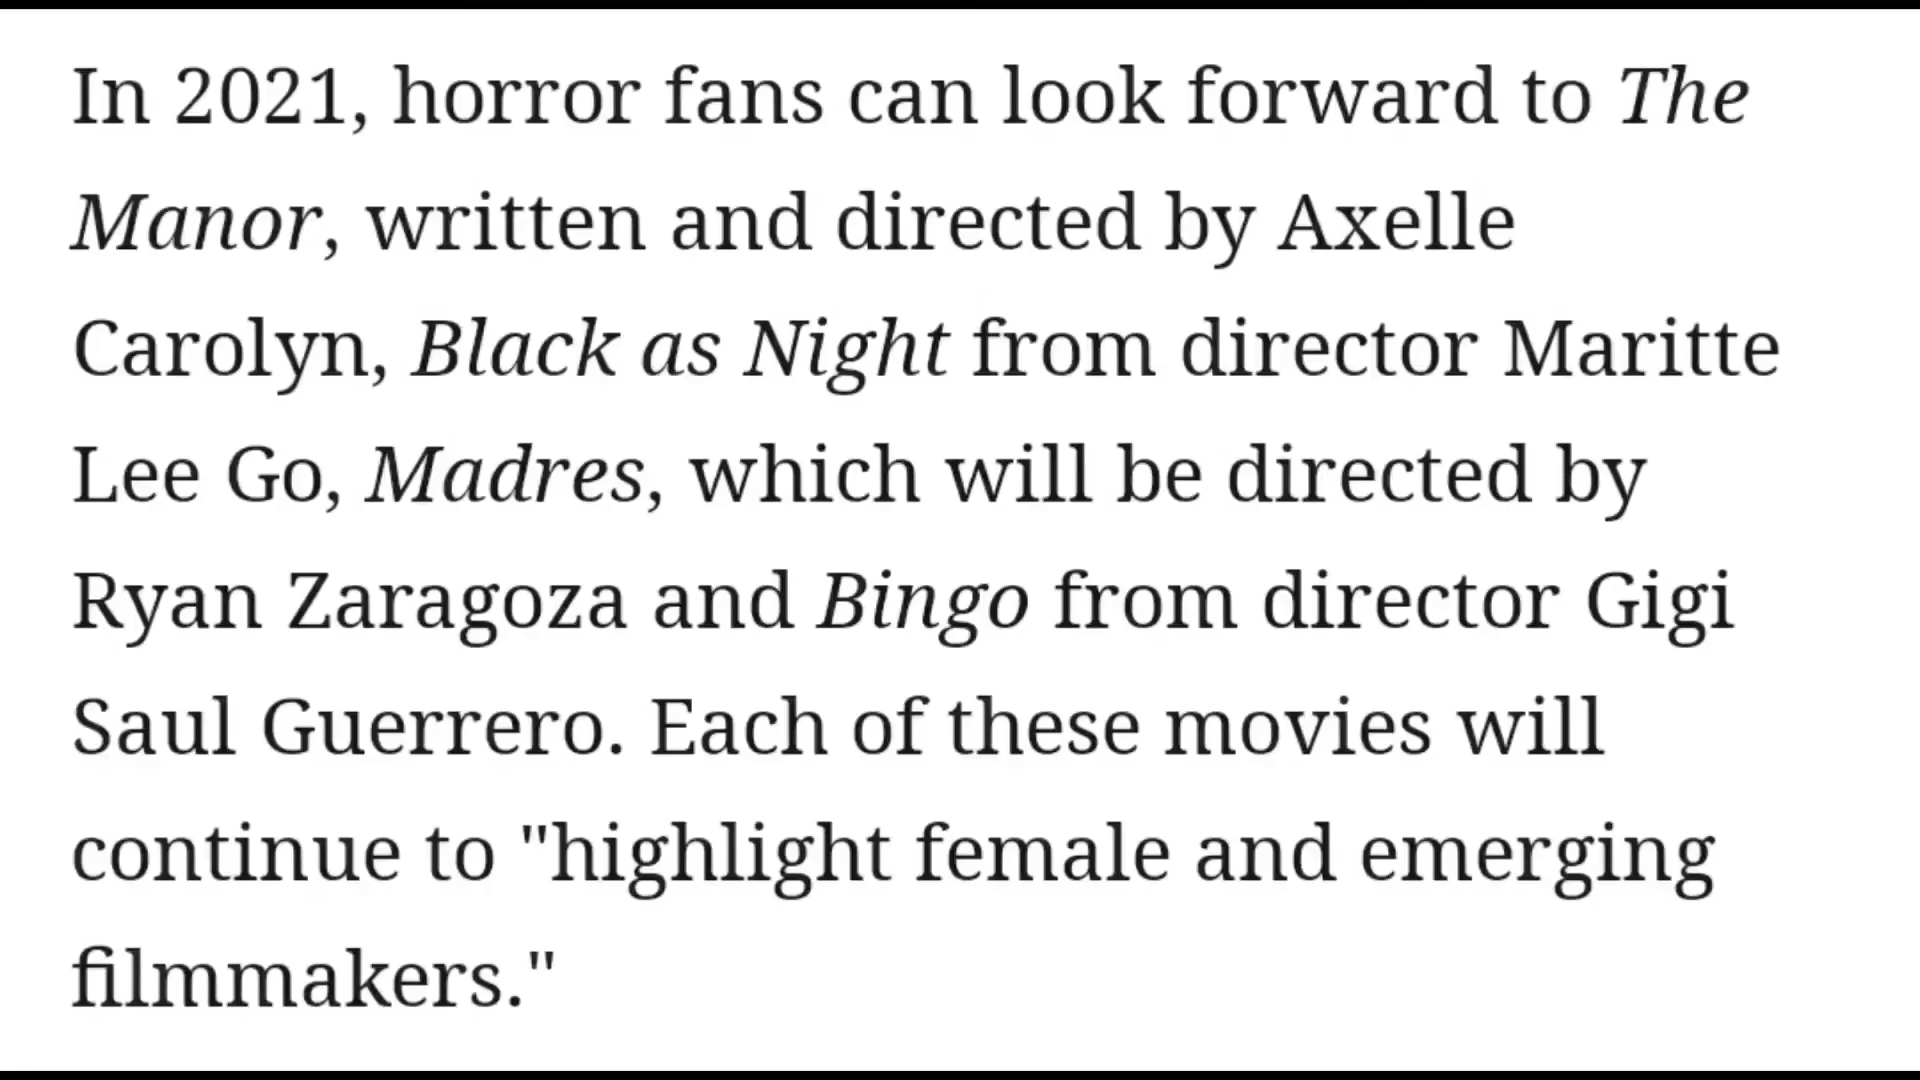 In 2021, horror fans can look forward to The
Manor, written and directed by Axelle
Carolyn, Black as Night from director Maritte
Lee Go, Madres, which will be directed by
Ryan Zaragoza and Bingo from director Gigi
Saul Guerrero. Each of these movies will
continue to "highlight female and emerging
filmmakers."